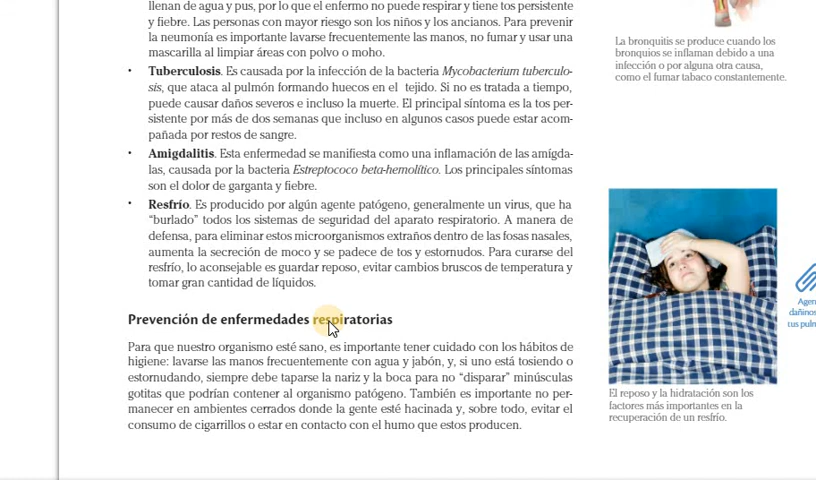 llenan de agua y pus, por lo que el enfermo no puede respirar y tiene tos persistente
y fiebre. Las personas con mayor riesgo son los niños y los ancianos. Para prevenir
la neumonía es importante lavarse frecuentemente las manos, no fumar y usar una
mascarilla al limpiar áreas con polvo o moho.
• Tuberculosis. Es causada por la infección de la bacteria Mycobacterium tuberculo-
sis, que ataca al pulmón formando huecos en el tejido. Si no es tratada a tiempo,
puede causar daños severos e incluso la muerte. El principal síntoma es la tos per-
sistente por más de dos semanas que incluso en algunos casos puede estar acom-
pañada por restos de sangre.
• Amigdalitis. Esta enfermedad se manifiesta como una inflamación de las amígda-
las, causada por la bacteria Estreptococo beta-hemolítico. Los principales síntomas
son el dolor de garganta y fiebre.
• Resfrío. Es producido por algún agente patógeno, generalmente un virus, que ha
“burlado” todos los sistemas de seguridad del aparato respiratorio. A manera de
defensa, para eliminar estos microorganismos extraños dentro de las fosas nasales,
aumenta la secreción de moco y se padece de tos y estornudos. Para curarse del
resfrío, lo aconsejable es guardar reposo, evitar cambios bruscos de temperatura y
tomar gran cantidad de líquidos.
Prevención de enfermedades respiratorias
Para que nuestro organismo esté sano, es importante tener cuidado con los hábitos de
higiene: lavarse las manos frecuentemente con agua y jabón, y, si uno está tosiendo o
estornudando, siempre debe taparse la nariz y la boca para no “disparar” minúsculas
gotitas que podrían contener al organismo patógeno. También es importante no per-
manecer en ambientes cerrados donde la gente esté hacinada y, sobre todo, evitar el
consumo de cigarrillos o estar en contacto con el humo que estos producen.
La bronquitis se produce cuando los
bronquios se inflaman debido a una
infección o por alguna otra causa,
como el fumar tabaco constantemente.
El reposo y la hidratación son los
factores más importantes en la
recuperación de un resfrío.
Agen
dañinos
tus pulm